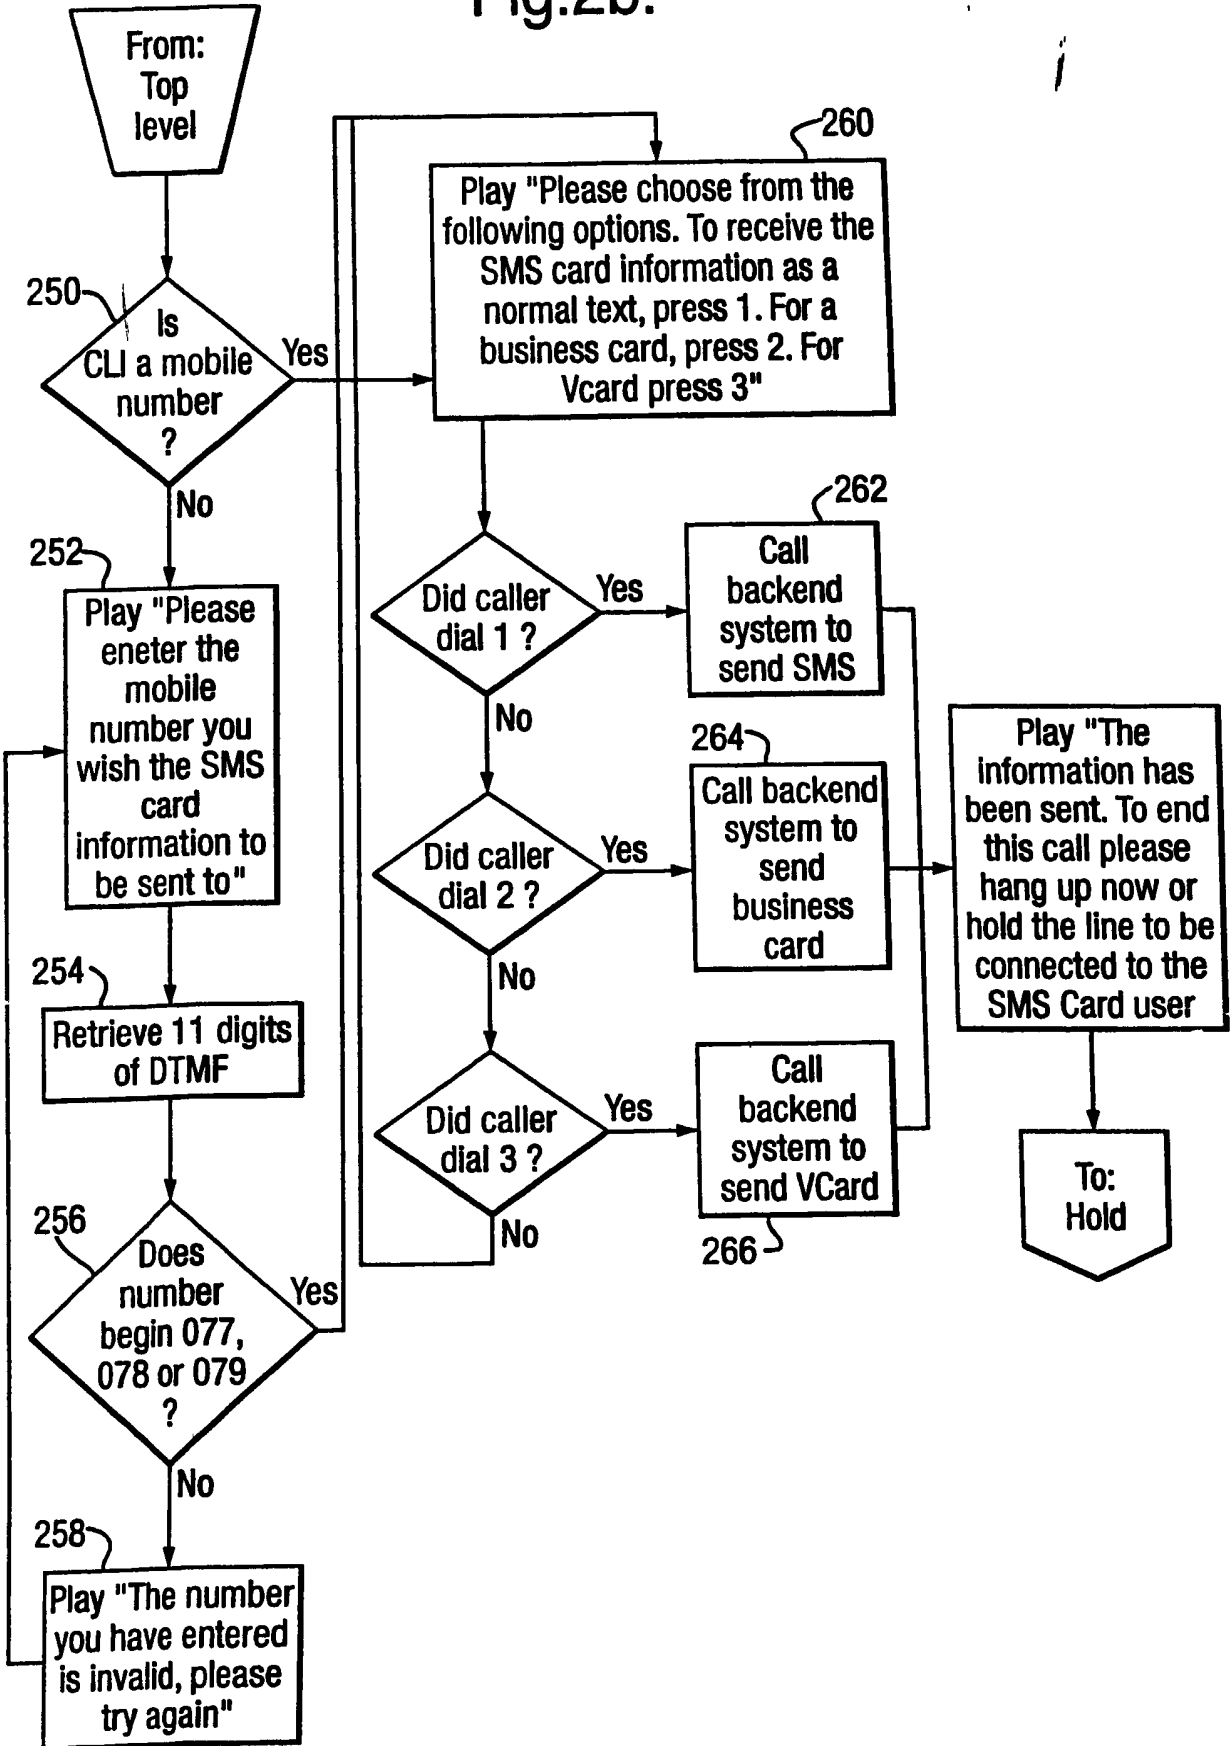 Fig.2b.
From:
Top
level
250
Is
CLI a mobile
number
?
Yes
No
252
Play "Please
eneter the
mobile
number you
wish the SMS
card
information to
be sent to"
254
Retrieve 11 digits
of DTMF
256
Does
number
begin 077,
078 or 079
?
Yes
No
258
Play "The number
you have entered
is invalid, please
try again"
260
Play "Please choose from the
following options. To receive the
SMS card information as a
normal text, press 1. For a
business card, press 2. For
Vcard press 3"
Did caller
dial 1 ?
Yes
No
262
Call
backend
system to
send SMS
Did caller
dial 2 ?
Yes
No
264
Call backend
system to
send
business
card
Did caller
dial 3 ?
Yes
No
Call
backend
system to
send VCard
266
Play "The
information has
been sent. To end
this call please
hang up now or
hold the line to be
connected to the
SMS Card user
To:
Hold